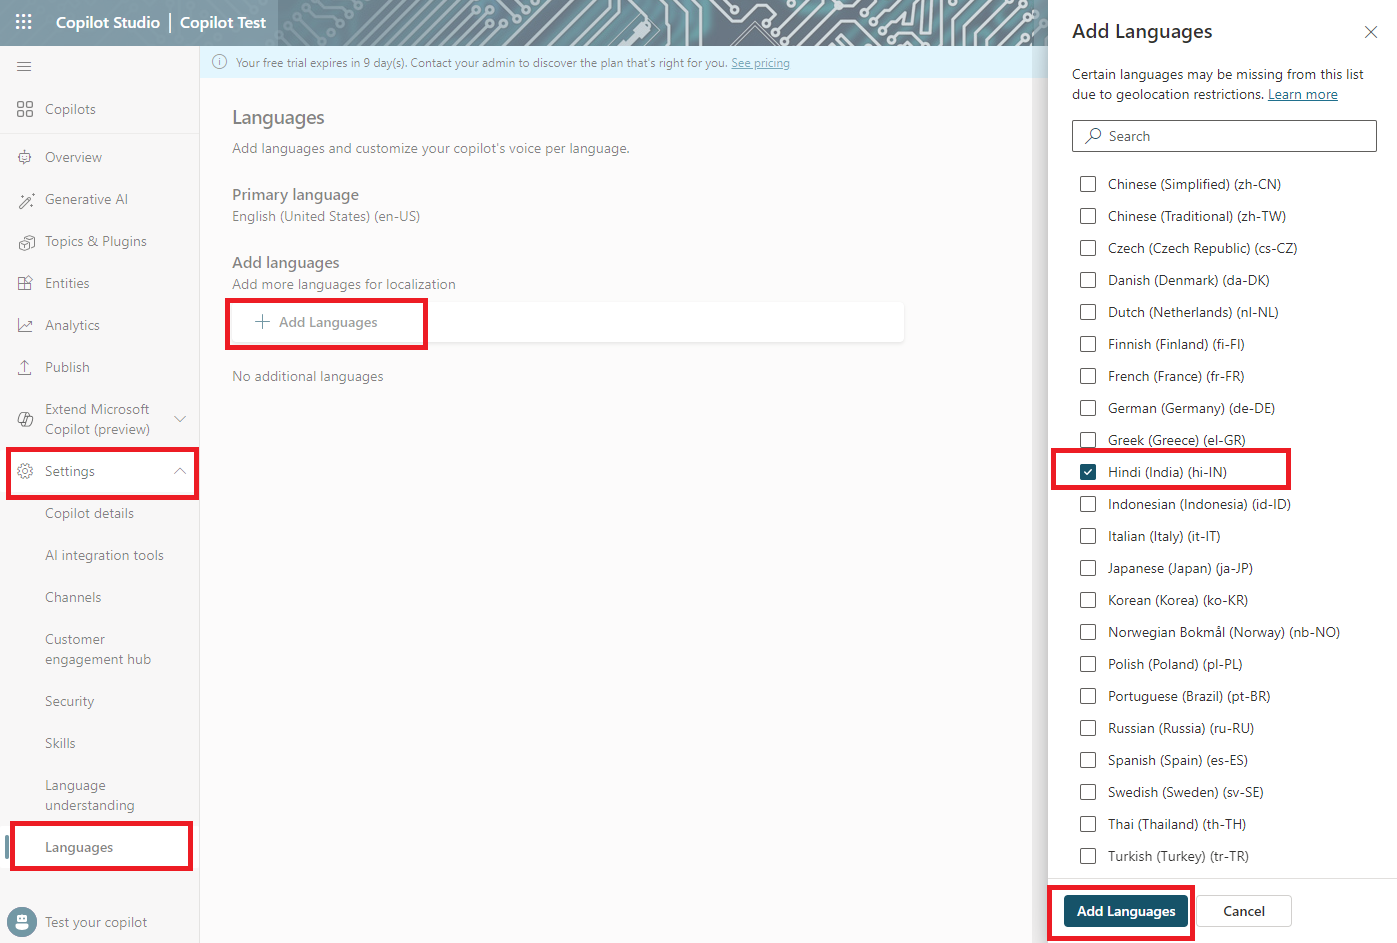 Copilot Studio | Copilot Test
Copilots
Overview
Generative AI
Topics & Plugins
Entities
Analytics
Publish
Extend Microsoft
Copilot (preview)
Settings
Copilot details
AI integration tools
Channels
Customer
engagement hub
Security
Skills
Language
understanding
Languages
Test your copilot
Your free trial expires in 9 day(s). Contact your admin to discover the plan that's right for you. See pricing
Languages
Add languages and customize your copilot's voice per language.
Primary language
English (United States) (en-US)
Add languages
Add more languages for localization
Add Languages
No additional languages
Add Languages
Certain languages may be missing from this list
due to geolocation restrictions. Learn more
Search
Chinese (Simplified) (zh-CN)
Chinese (Traditional) (zh-TW)
Czech (Czech Republic) (cs-CZ)
Danish (Denmark) (da-DK)
Dutch (Netherlands) (nl-NL)
Finnish (Finland) (fi-FI)
French (France) (fr-FR)
German (Germany) (de-DE)
Greek (Greece) (el-GR)
Hindi (India) (hi-IN)
Indonesian (Indonesia) (id-ID)
Italian (Italy) (it-IT)
Japanese (Japan) (ja-JP)
Korean (Korea) (ko-KR)
Norwegian Bokmål (Norway) (nb-NO)
Polish (Poland) (pl-PL)
Portuguese (Brazil) (pt-BR)
Russian (Russia) (ru-RU)
Spanish (Spain) (es-ES)
Swedish (Sweden) (sv-SE)
Thai (Thailand) (th-TH)
Turkish (Turkey) (tr-TR)
Add Languages
Cancel